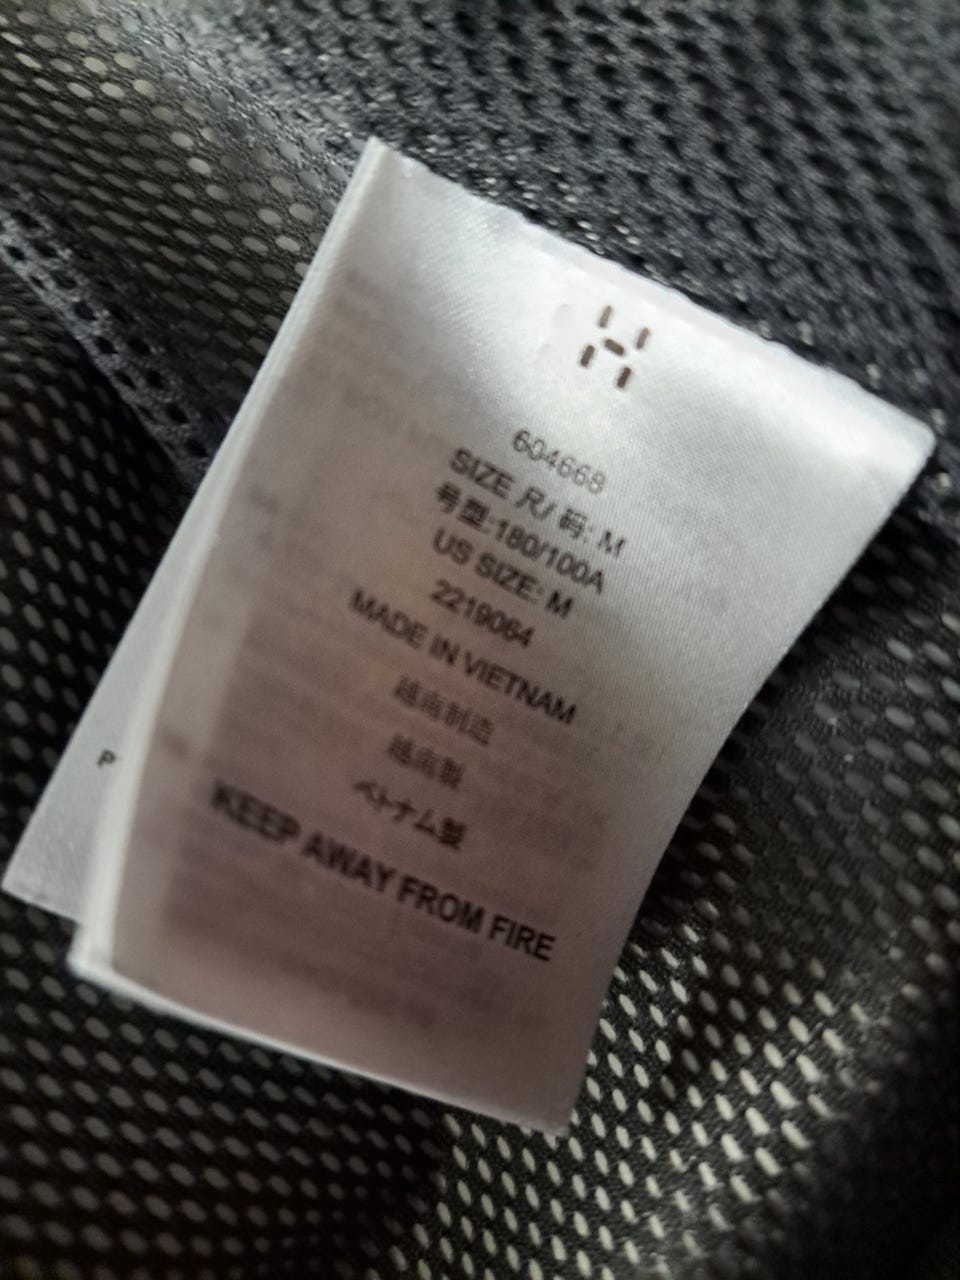 H
604668
SIZE 尺/ 码: M
号型:180/100A
US SIZE: M
2219064
MADE IN VIETNAM
越南制造
越南製
ベトナム製
KEEP AWAY FROM FIRE
P